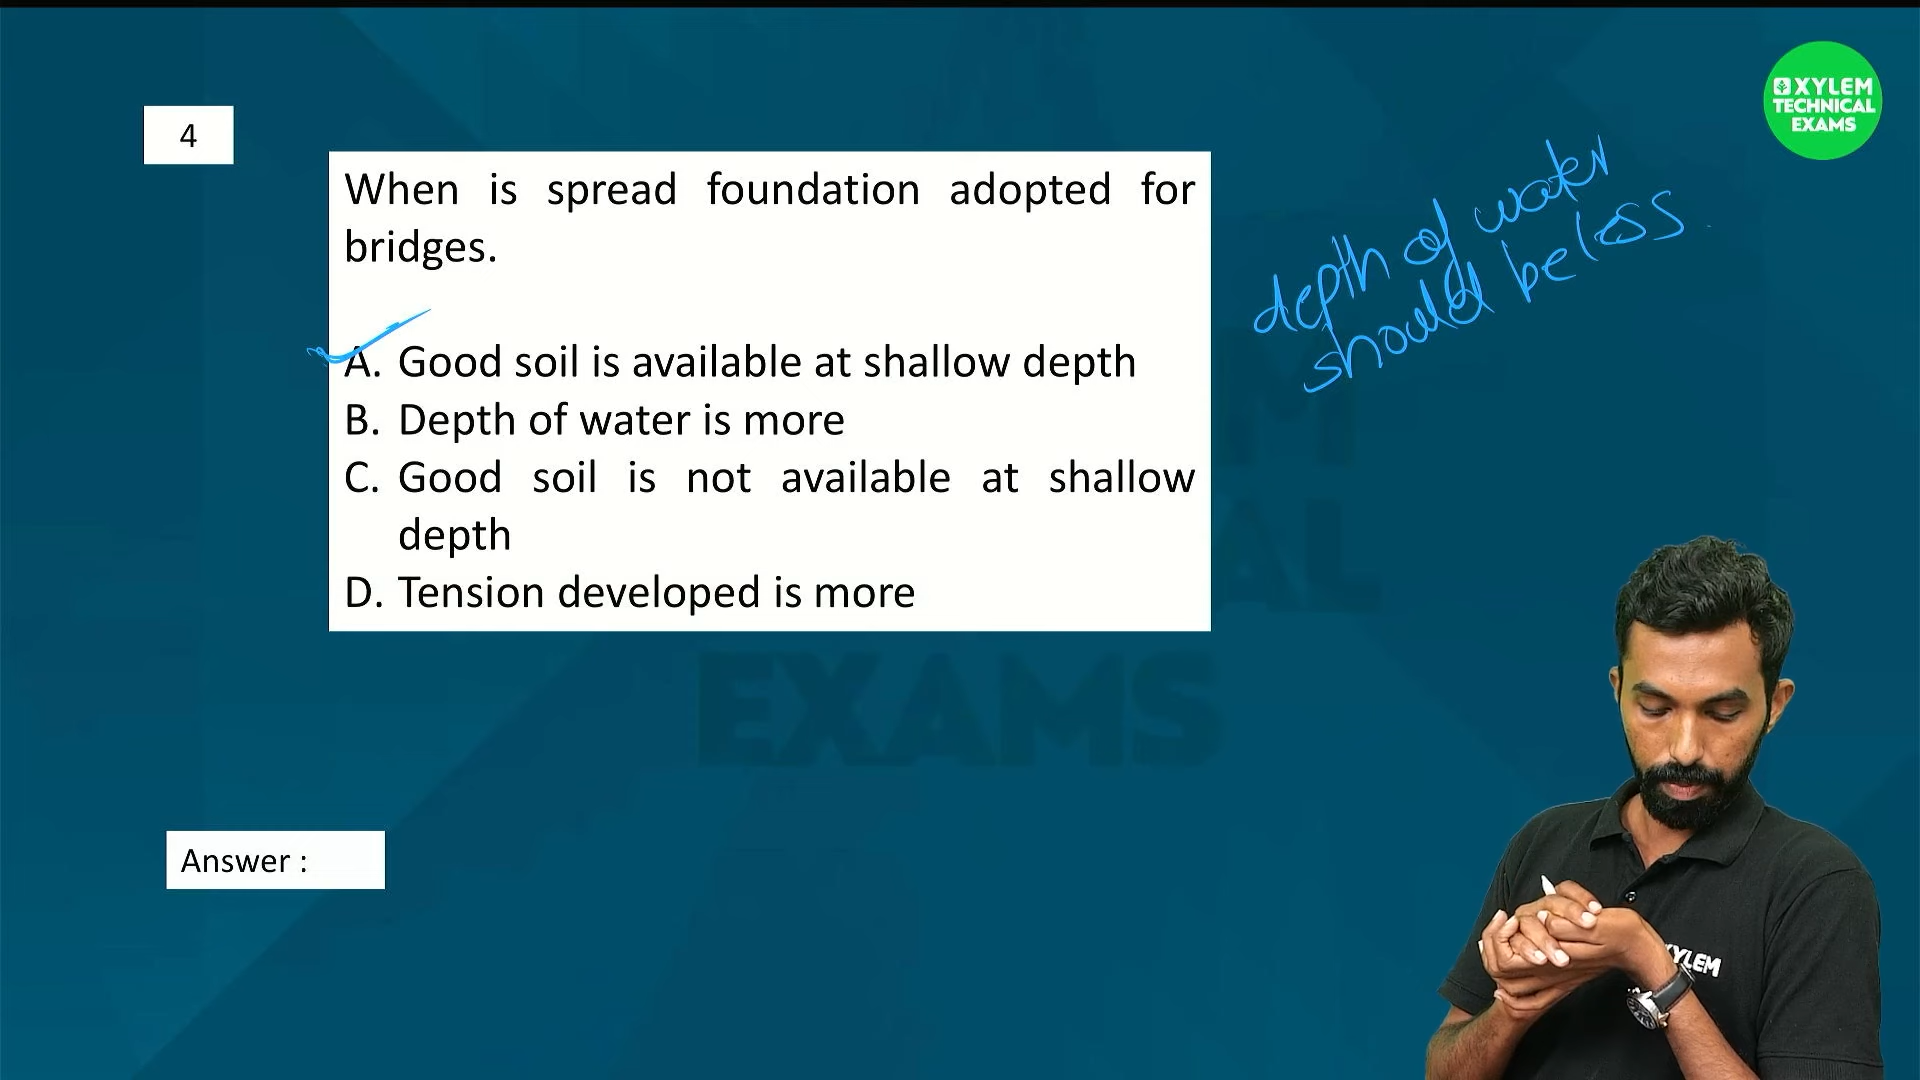 XYLEM
TECHNICAL
EXAMS
4
When is spread foundation adopted for
bridges.
A. Good soil is available at shallow depth
B. Depth of water is more
C. Good soil is not available at shallow
depth
D. Tension developed is more
depth of water
should be less.
EXAMS
Answer :
XYLEM